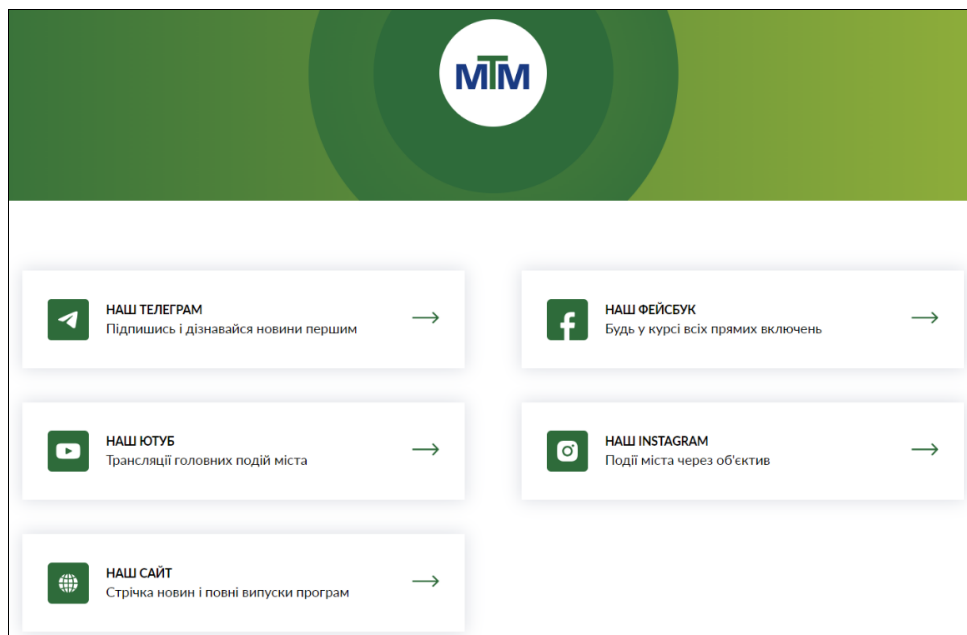 МТМ
НАШ ТЕЛЕГРАМ
Підпишись і дізнавайся новини першим
НАШ ФЕЙСБУК
Будь у курсі всіх прямих включень
НАШ ЮТУБ
Трансляції головних подій міста
НАШ INSTAGRAM
Події міста через об'єктив
НАШ САЙТ
Стрічка новин і повні випуски програм